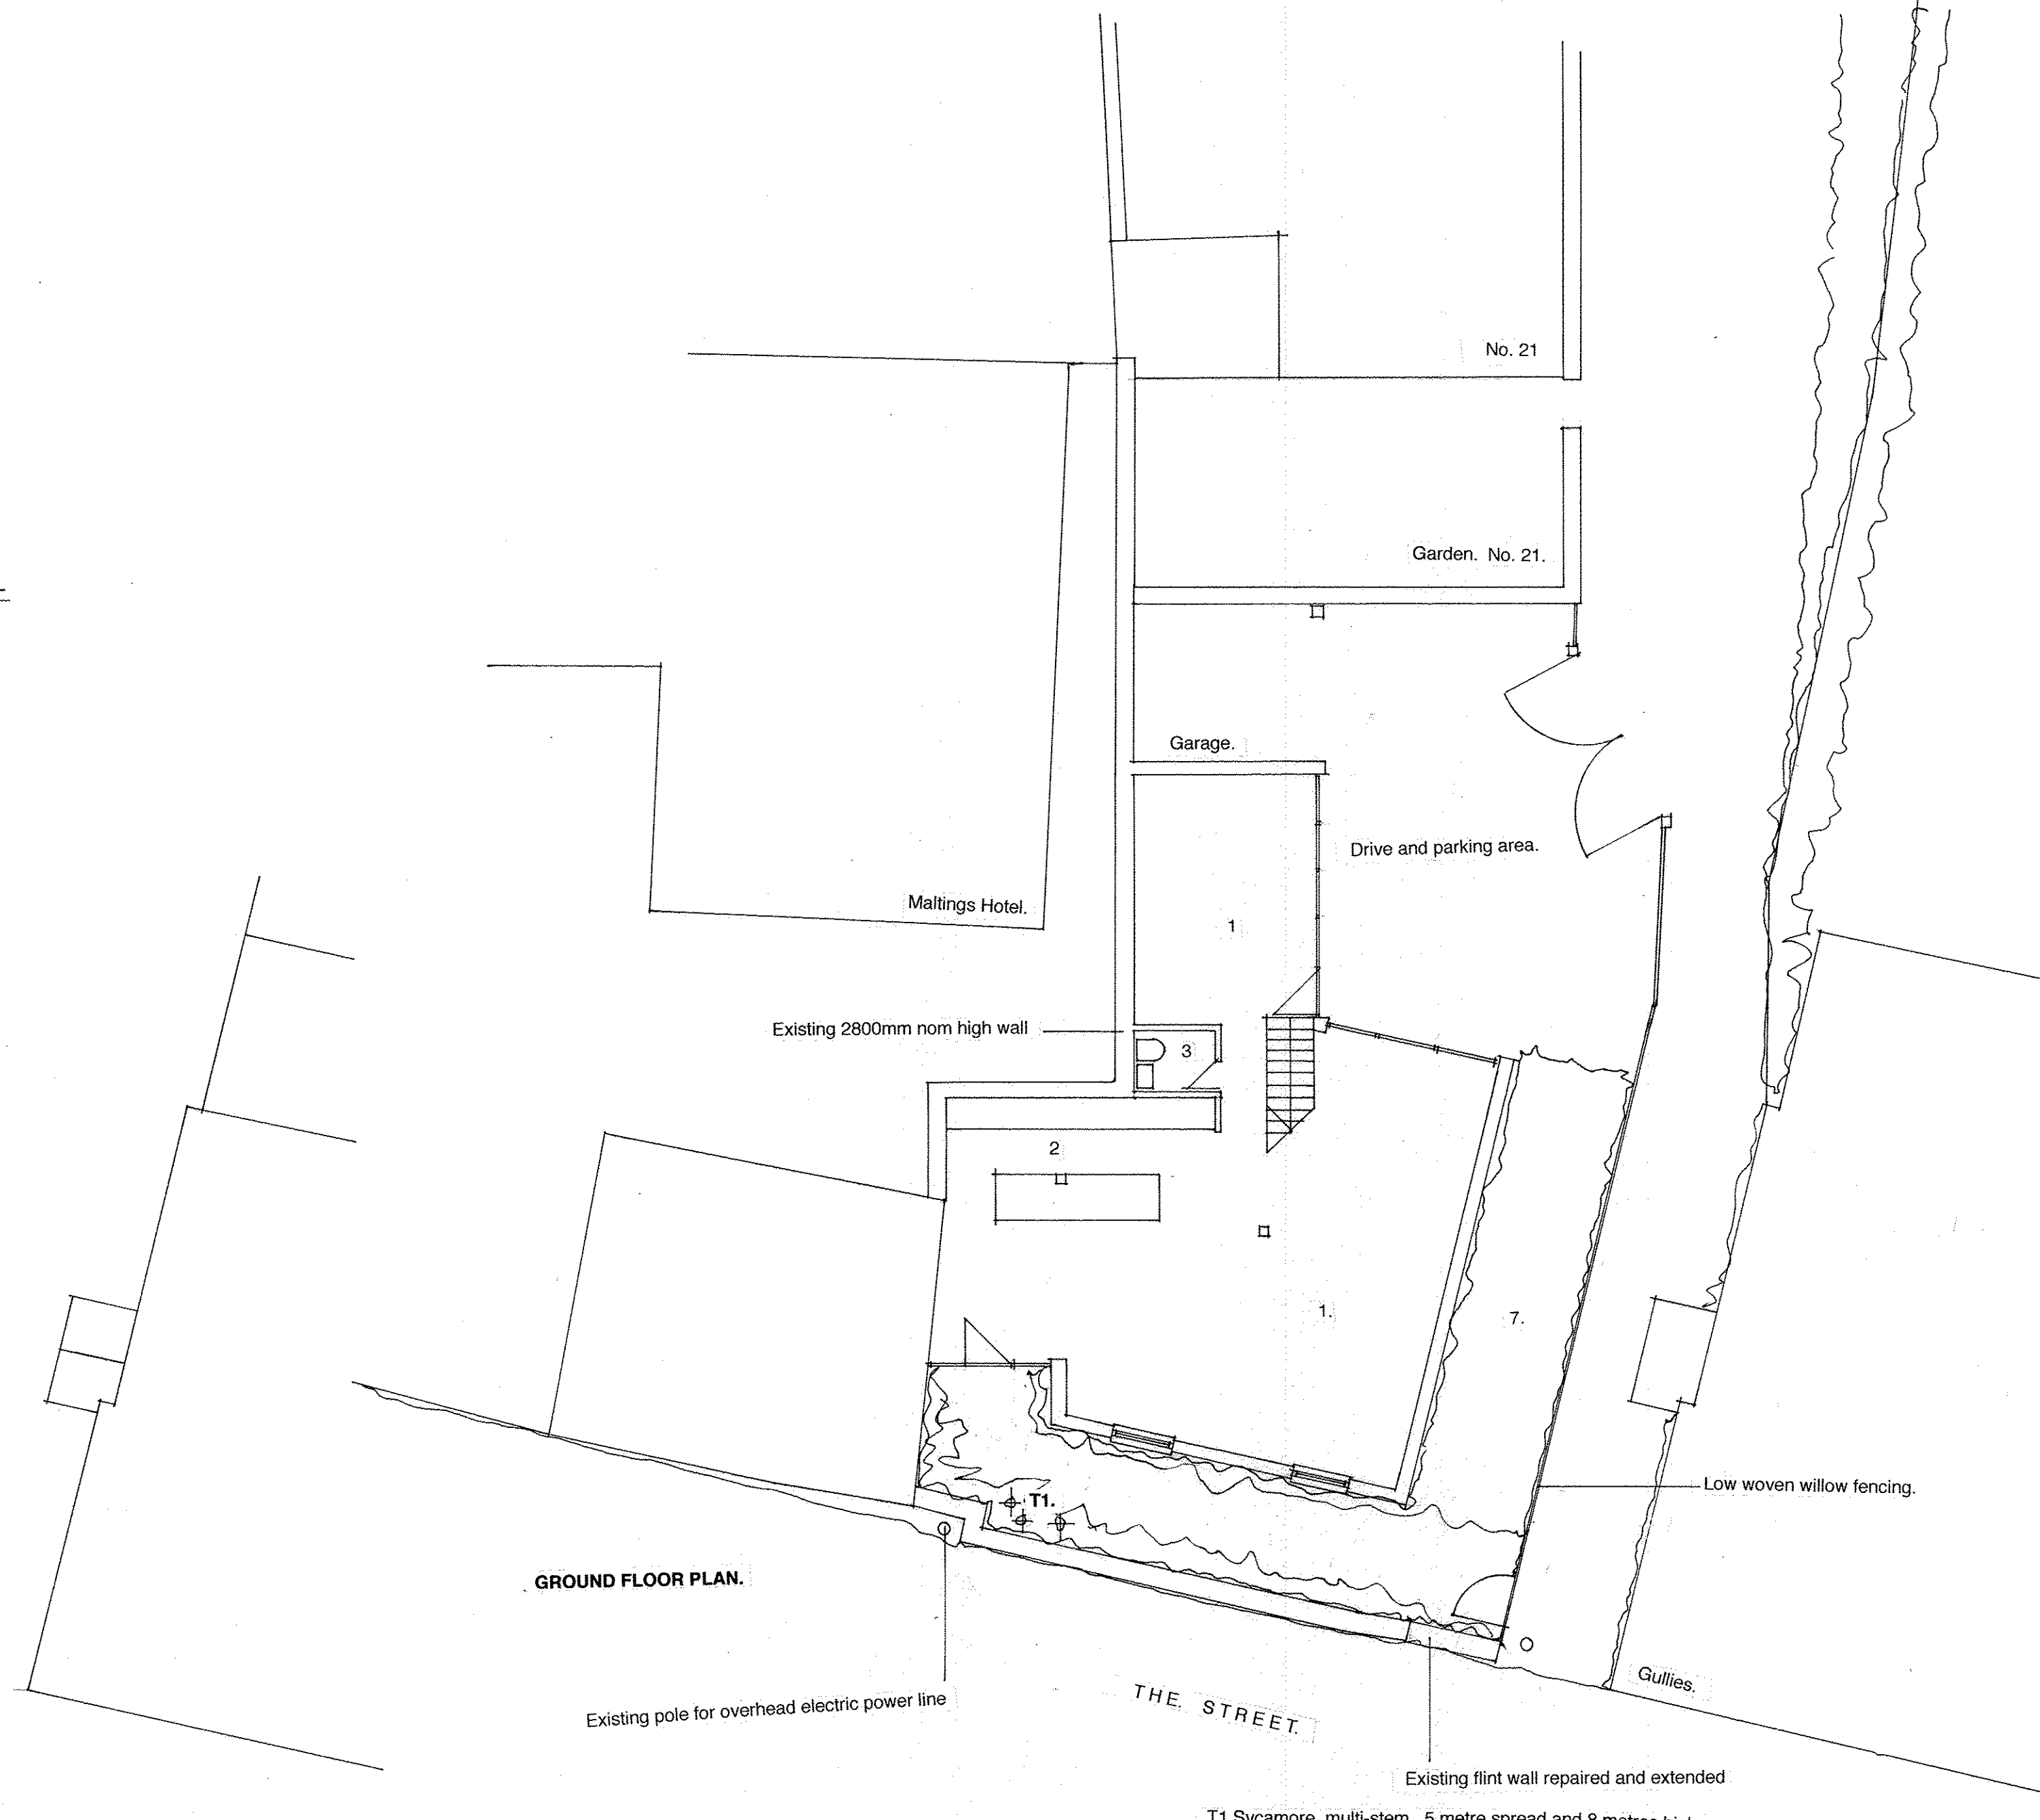 No. 21
Garden. No. 21.
Garage.
Drive and parking area.
Maltings Hotel.
1
Existing 2800mm nom high wall
3
2
1.
7.
T1.
Low woven willow fencing.
GROUND FLOOR PLAN.
Gullies.
Existing pole for overhead electric power line
THE. STREET.
Existing flint wall repaired and extended
T1 Sycamore, multi-stem, 5 metre spread and 8 metres